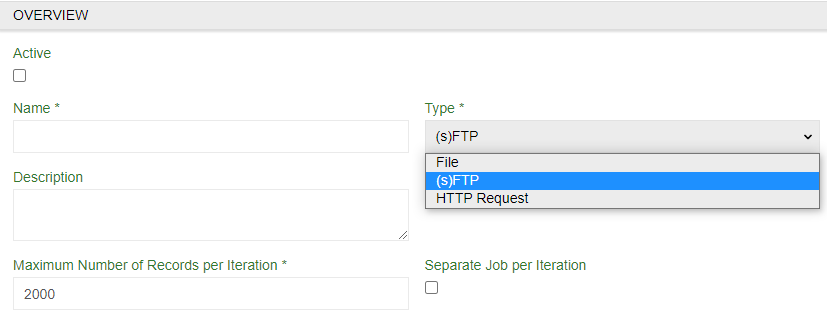 OVERVIEW
Active
Name *
Type *
(s)FTP
File
(s)FTP
HTTP Request
Description
Maximum Number of Records per Iteration *
2000
Separate Job per Iteration